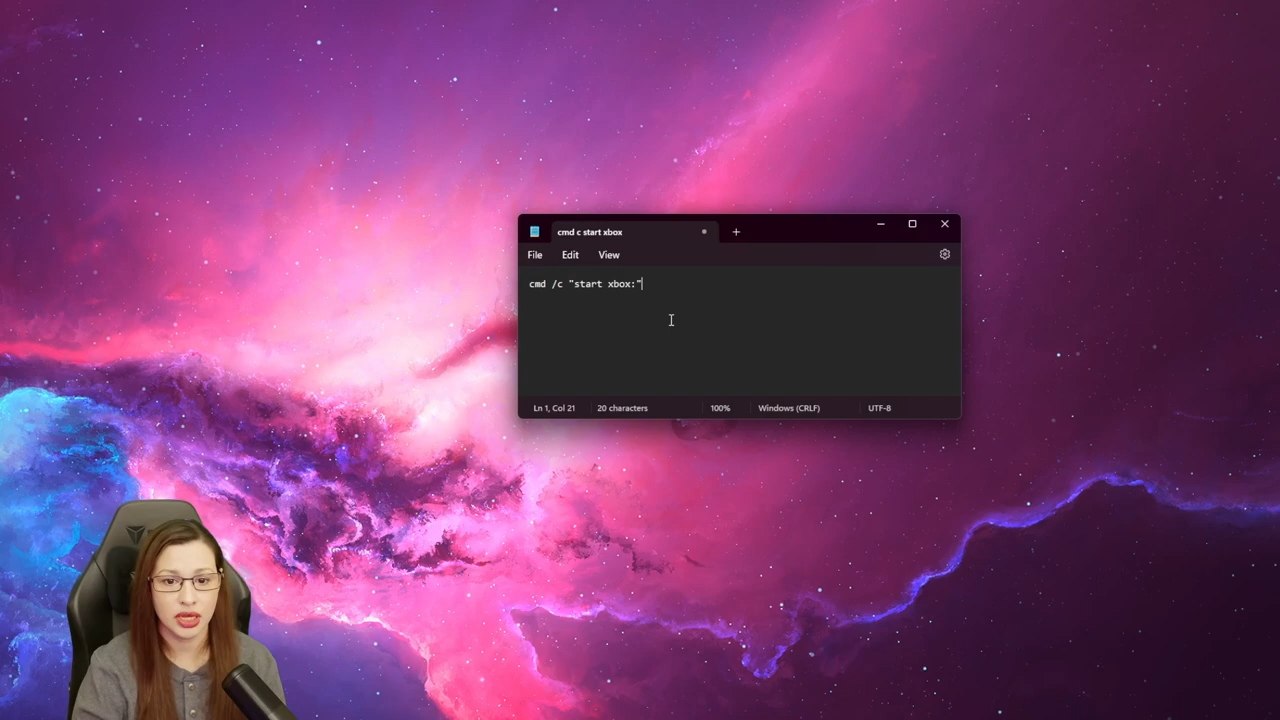 cmd c start xbox
File Edit View
cmd /c "start xbox:"
Ln 1, Col 21 20 characters 100% Windows (CRLF) UTF-8